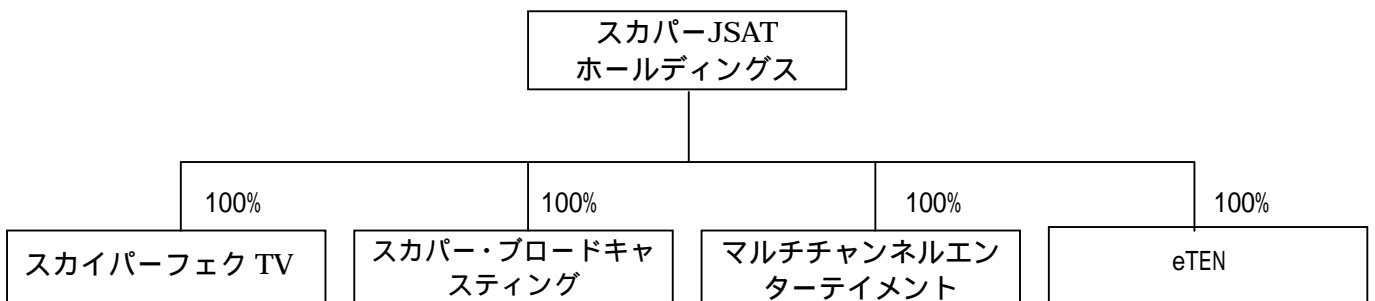 スカパーJSAT
ホールディングス
100%
100%
100%
100%
スカイパーフェク TV
スカパー・ブロードキャ
スティング
マルチチャンネルエン
ターテイメント
eTEN